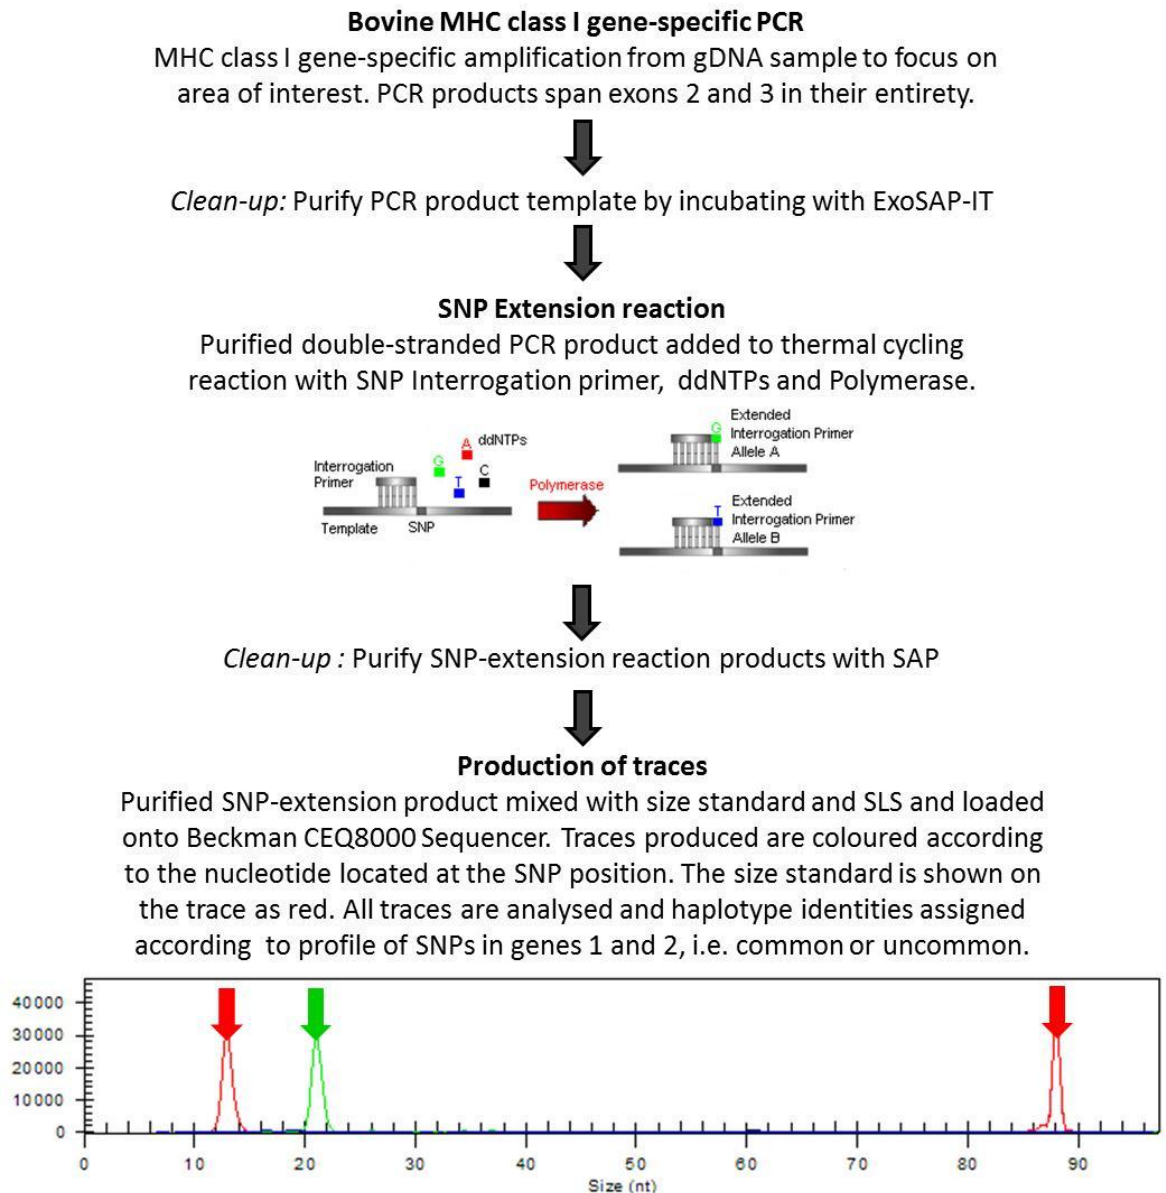 Bovine MHC class I gene-specific PCR
MHC class I gene-specific amplification from gDNA sample to focus on
area of interest. PCR products span exons 2 and 3 in their entirety.
Clean-up: Purify PCR product template by incubating with ExoSAP-IT
SNP Extension reaction
Purified double-stranded PCR product added to thermal cycling
reaction with SNP Interrogation primer, ddNTPs and Polymerase.
Interrogation
Primer
G
A
ddNTPs
T
C
Template
SNP
Polymerase
G
Extended
Interrogation Primer
Allele A
T
Extended
Interrogation Primer
Allele B
Clean-up : Purify SNP-extension reaction products with SAP
Production of traces
Purified SNP-extension product mixed with size standard and SLS and loaded
onto Beckman CEQ8000 Sequencer. Traces produced are coloured according
to the nucleotide located at the SNP position. The size standard is shown on
the trace as red. All traces are analysed and haplotype identities assigned
according to profile of SNPs in genes 1 and 2, i.e. common or uncommon.
40000
30000
20000
10000
0
0 10 20 30 40 50 60 70 80 90
Size (nt)